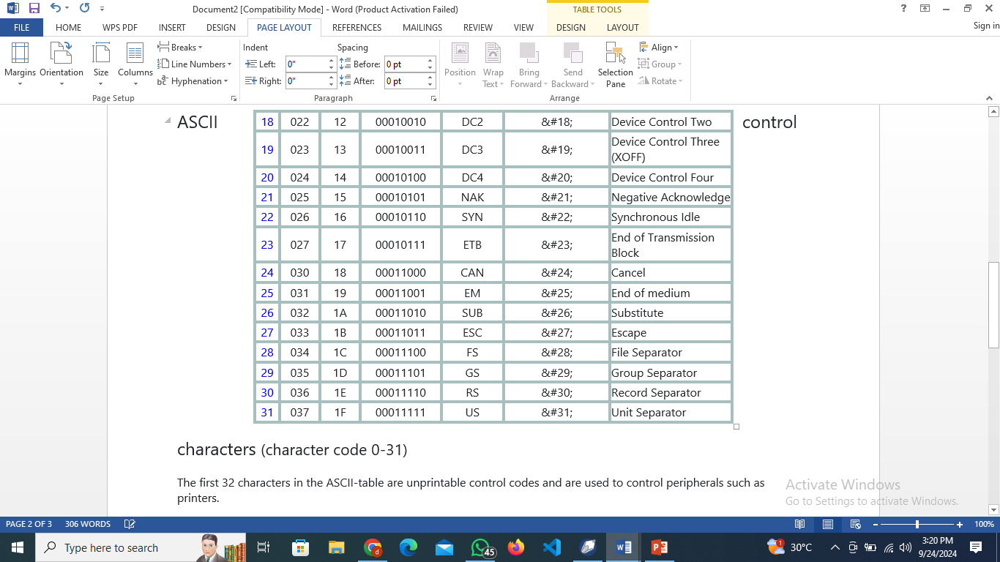 Document2 [Compatibility Mode] - Word (Product Activation Failed)
TABLE TOOLS
?
FILE HOME WPS PDF INSERT DESIGN PAGE LAYOUT REFERENCES MAILINGS REVIEW VIEW DESIGN LAYOUT Sign in
Margins Orientation Size Columns
Breaks
Line Numbers
Hyphenation
Page Setup
Indent Spacing
Left: 0" Before: 0 pt
Right: 0" After: 0 pt
Paragraph
Position Wrap Text Bring Forward Send Backward Selection Pane
Align
Group
Rotate
Arrange
ASCII 18 022 12 00010010 DC2 &#18; Device Control Two control
19 023 13 00010011 DC3 &#19; Device Control Three
(XOFF)
20 024 14 00010100 DC4 &#20; Device Control Four
21 025 15 00010101 NAK &#21; Negative Acknowledge
22 026 16 00010110 SYN &#22; Synchronous Idle
23 027 17 00010111 ETB &#23; End of Transmission
Block
24 030 18 00011000 CAN &#24; Cancel
25 031 19 00011001 EM &#25; End of medium
26 032 1A 00011010 SUB &#26; Substitute
27 033 1B 00011011 ESC &#27; Escape
28 034 1C 00011100 FS &#28; File Separator
29 035 1D 00011101 GS &#29; Group Separator
30 036 1E 00011110 RS &#30; Record Separator
31 037 1F 00011111 US &#31; Unit Separator
characters (character code 0-31)
The first 32 characters in the ASCII-table are unprintable control codes and are used to control peripherals such as
printers.
Activate Windows
Go to Settings to activate Windows.
PAGE 2 OF 3 306 WORDS 100%
Type here to search
45
1
30°C
3:20 PM
9/24/2024